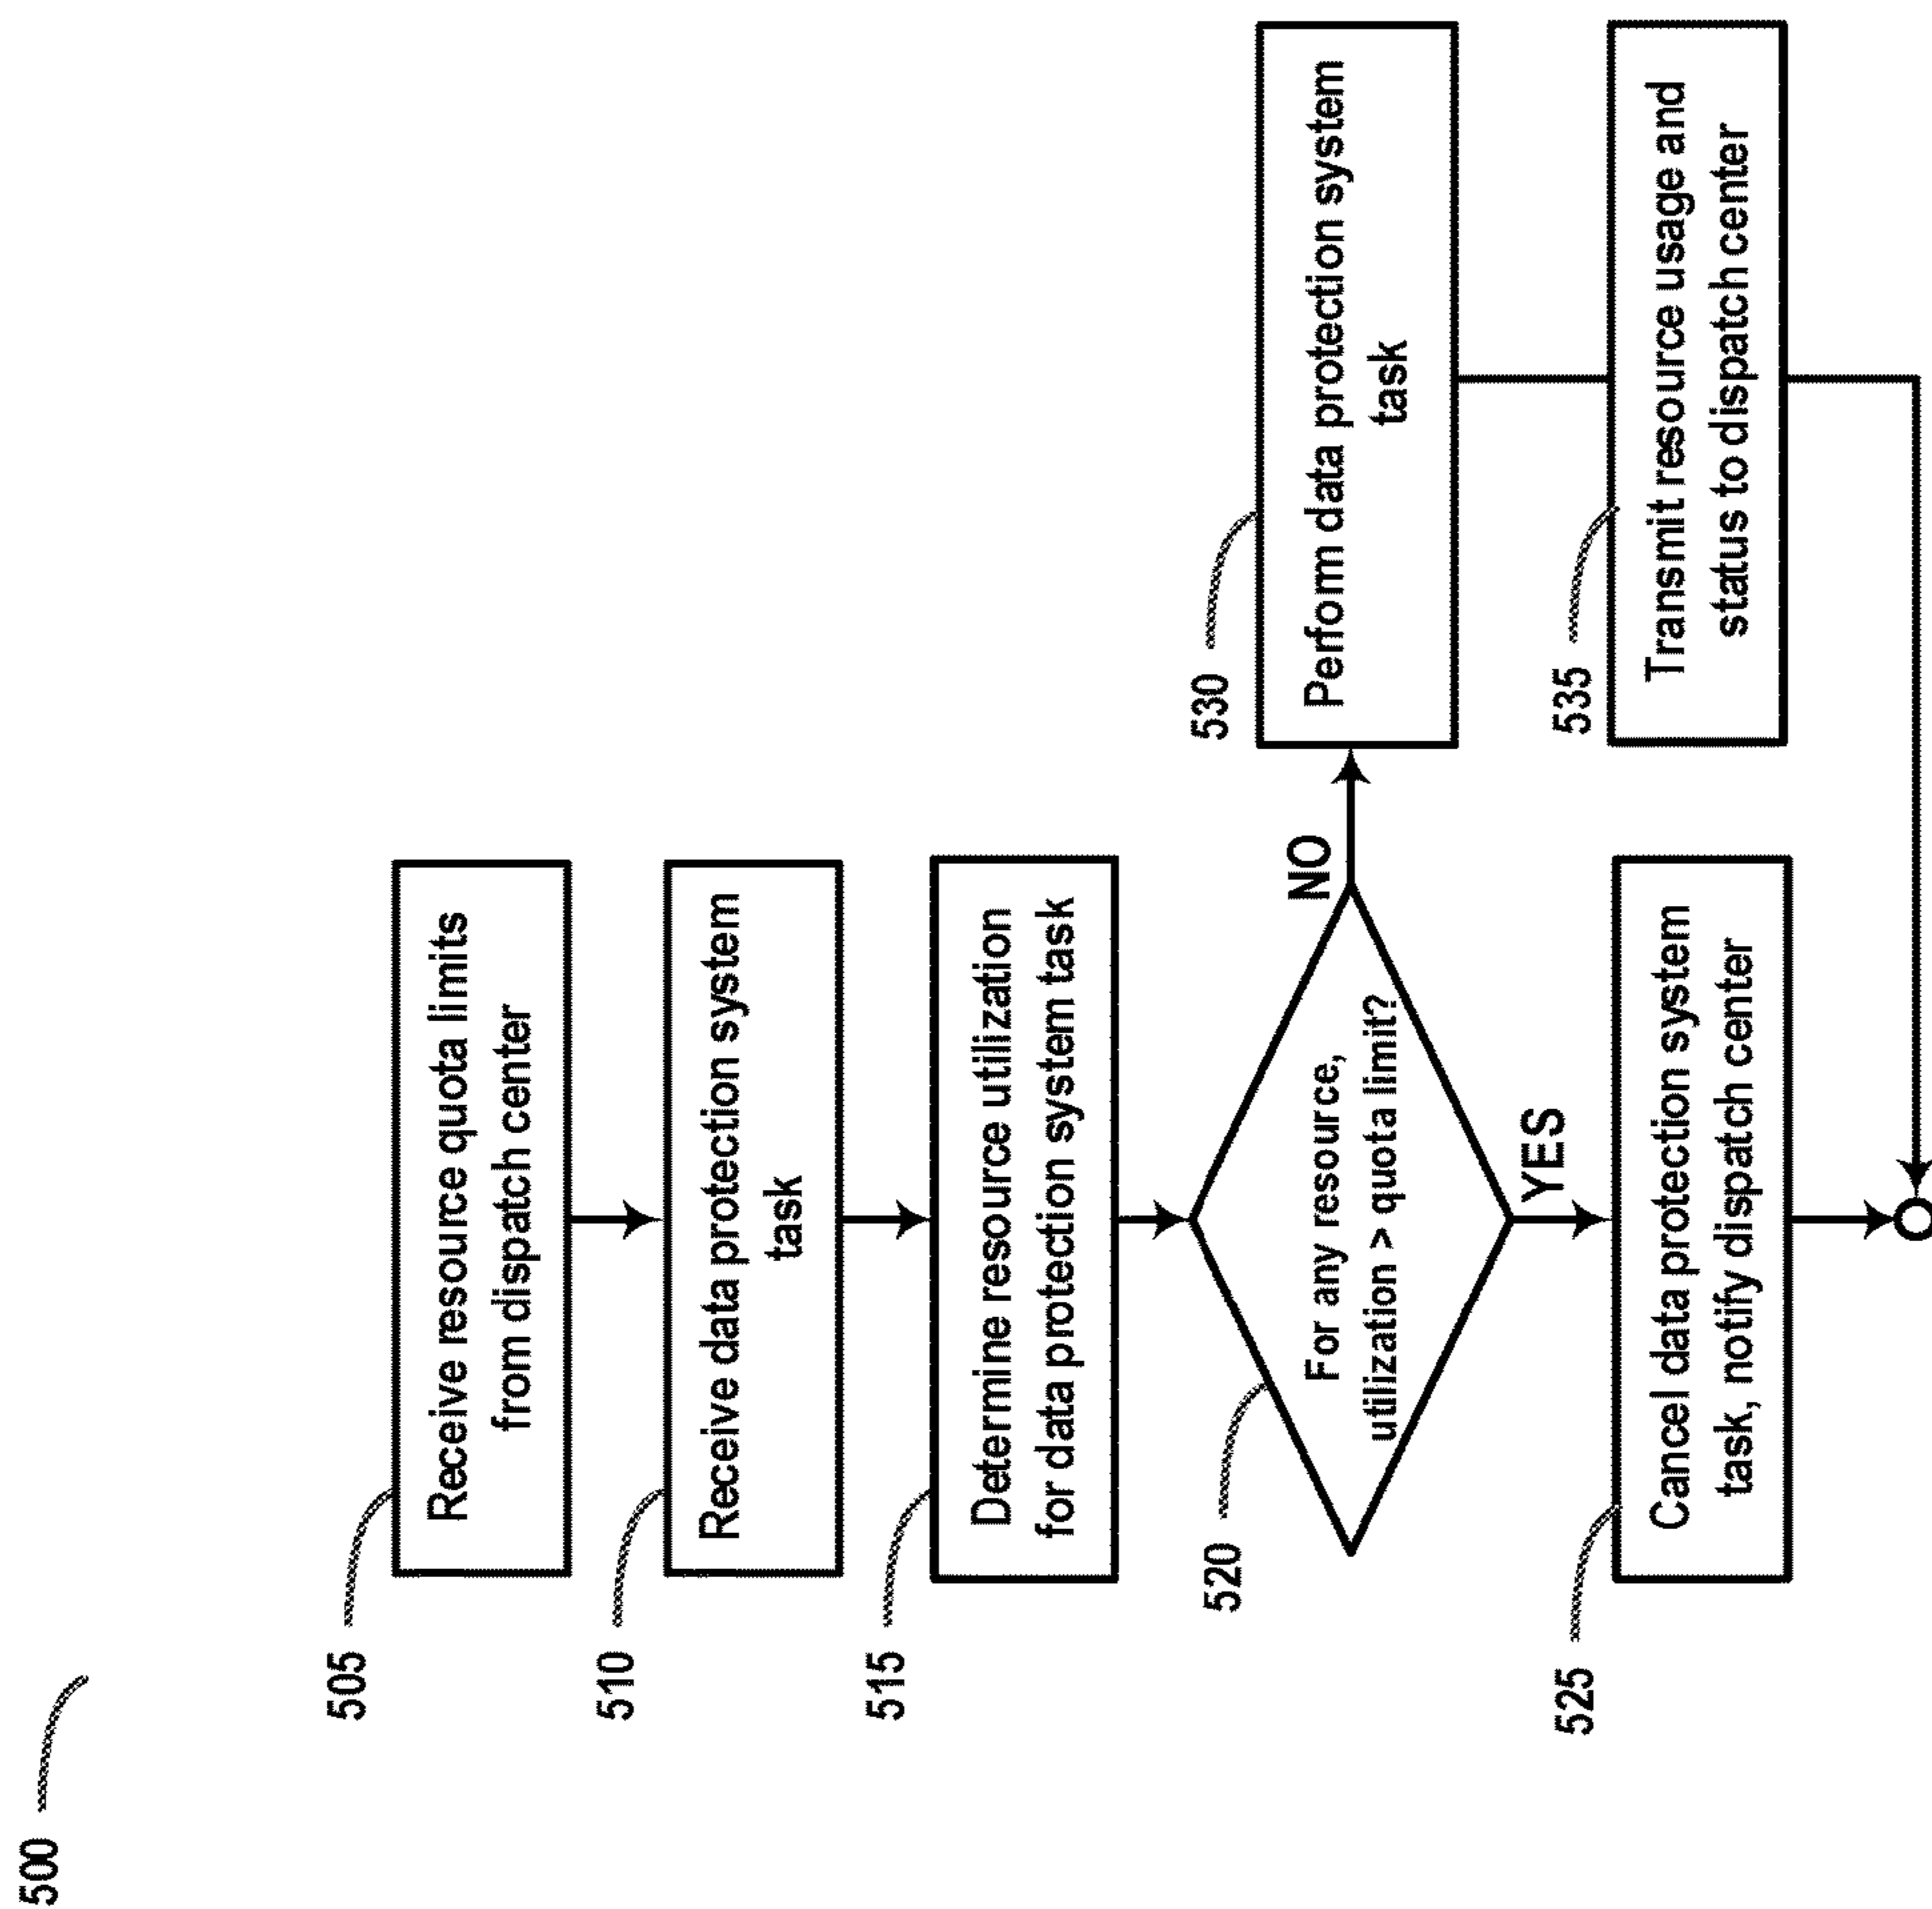 500
505
Receive resource quota limits
from dispatch center
510
Receive data protection system
task
515
Determine resource utilization
for data protection system task
520
For any resource,
utilization > quota limit?
NO
YES
530
Perform data protection system
task
525
Cancel data protection system
task, notify dispatch center
535
Transmit resource usage and
status to dispatch center